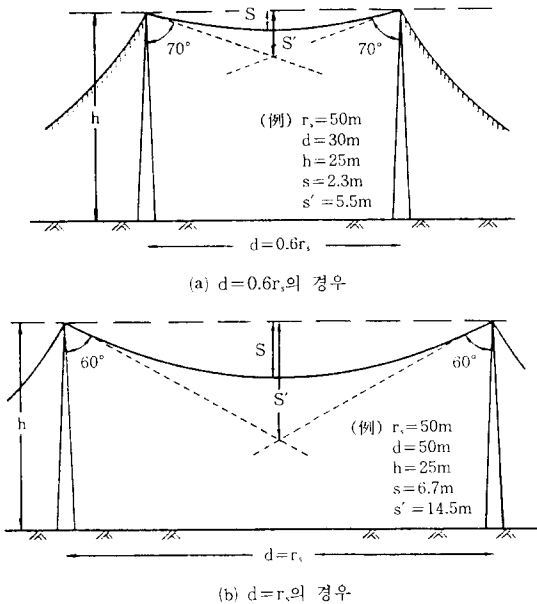 S
S′
70°
70°
h
(例) rₛ=50m
d=30m
h=25m
s=2.3m
s′=5.5m
d=0.6rₛ
(a) d=0.6rₛ의 경우
S
60°
60°
S′
h
(例) rₛ=50m
d=50m
h=25m
s=6.7m
s′=14.5m
d=rₛ
(b) d=rₛ의 경우